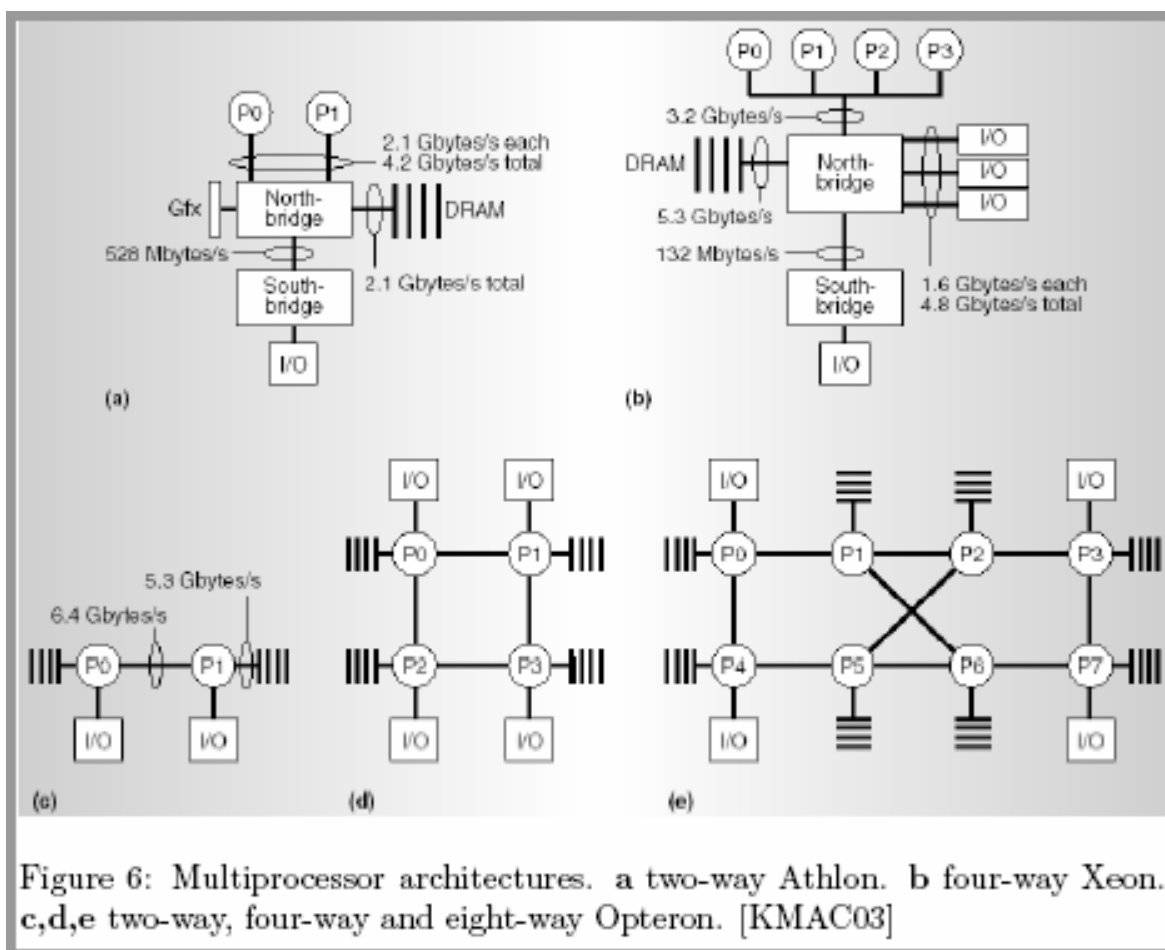 P0 P1
2.1 Gbytes/s each
4.2 Gbytes/s total
Gfx
North-
bridge
DRAM
528 Mbytes/s
2.1 Gbytes/s total
South-
bridge
I/O
(a)
P0 P1 P2 P3
3.2 Gbytes/s
DRAM
North-
bridge
I/O
I/O
I/O
5.3 Gbytes/s
132 Mbytes/s
1.6 Gbytes/s each
4.8 Gbytes/s total
South-
bridge
I/O
(b)
5.3 Gbytes/s
6.4 Gbytes/s
P0 P1
I/O I/O
(c)
I/O I/O
P0 P1
P2 P3
I/O I/O
(d)
I/O I/O
P0 P1 P2 P3
P4 P5 P6 P7
I/O I/O
(e)
Figure 6: Multiprocessor architectures. a two-way Athlon. b four-way Xeon.
c,d,e two-way, four-way and eight-way Opteron. [KMAC03]